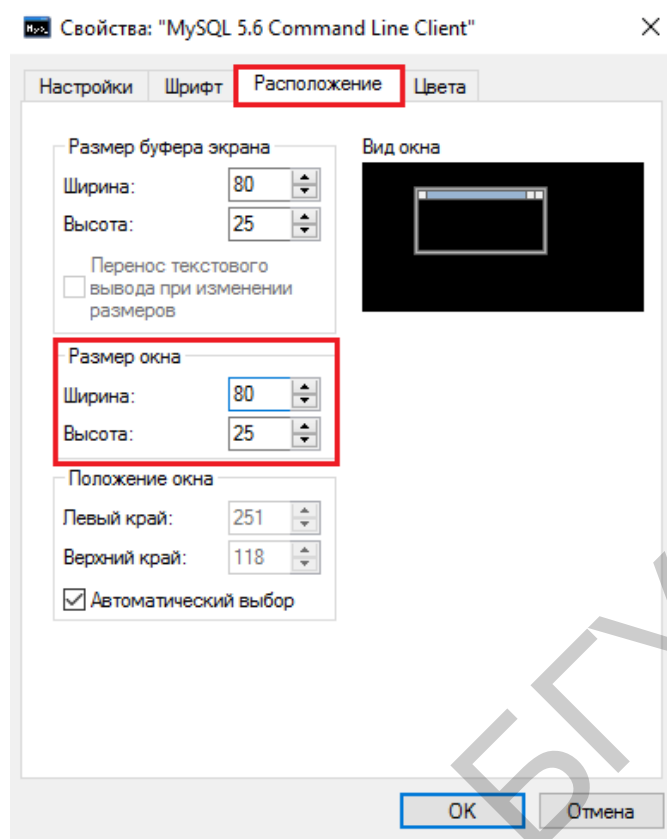 Свойства: "MySQL 5.6 Command Line Client"
Настройки Шрифт Расположение Цвета
Размер буфера экрана
Ширина: 80
Высота: 25
Перенос текстового
вывода при изменении
размеров
Вид окна
Размер окна
Ширина: 80
Высота: 25
Положение окна
Левый край: 251
Верхний край: 118
Автоматический выбор
OK Отмена